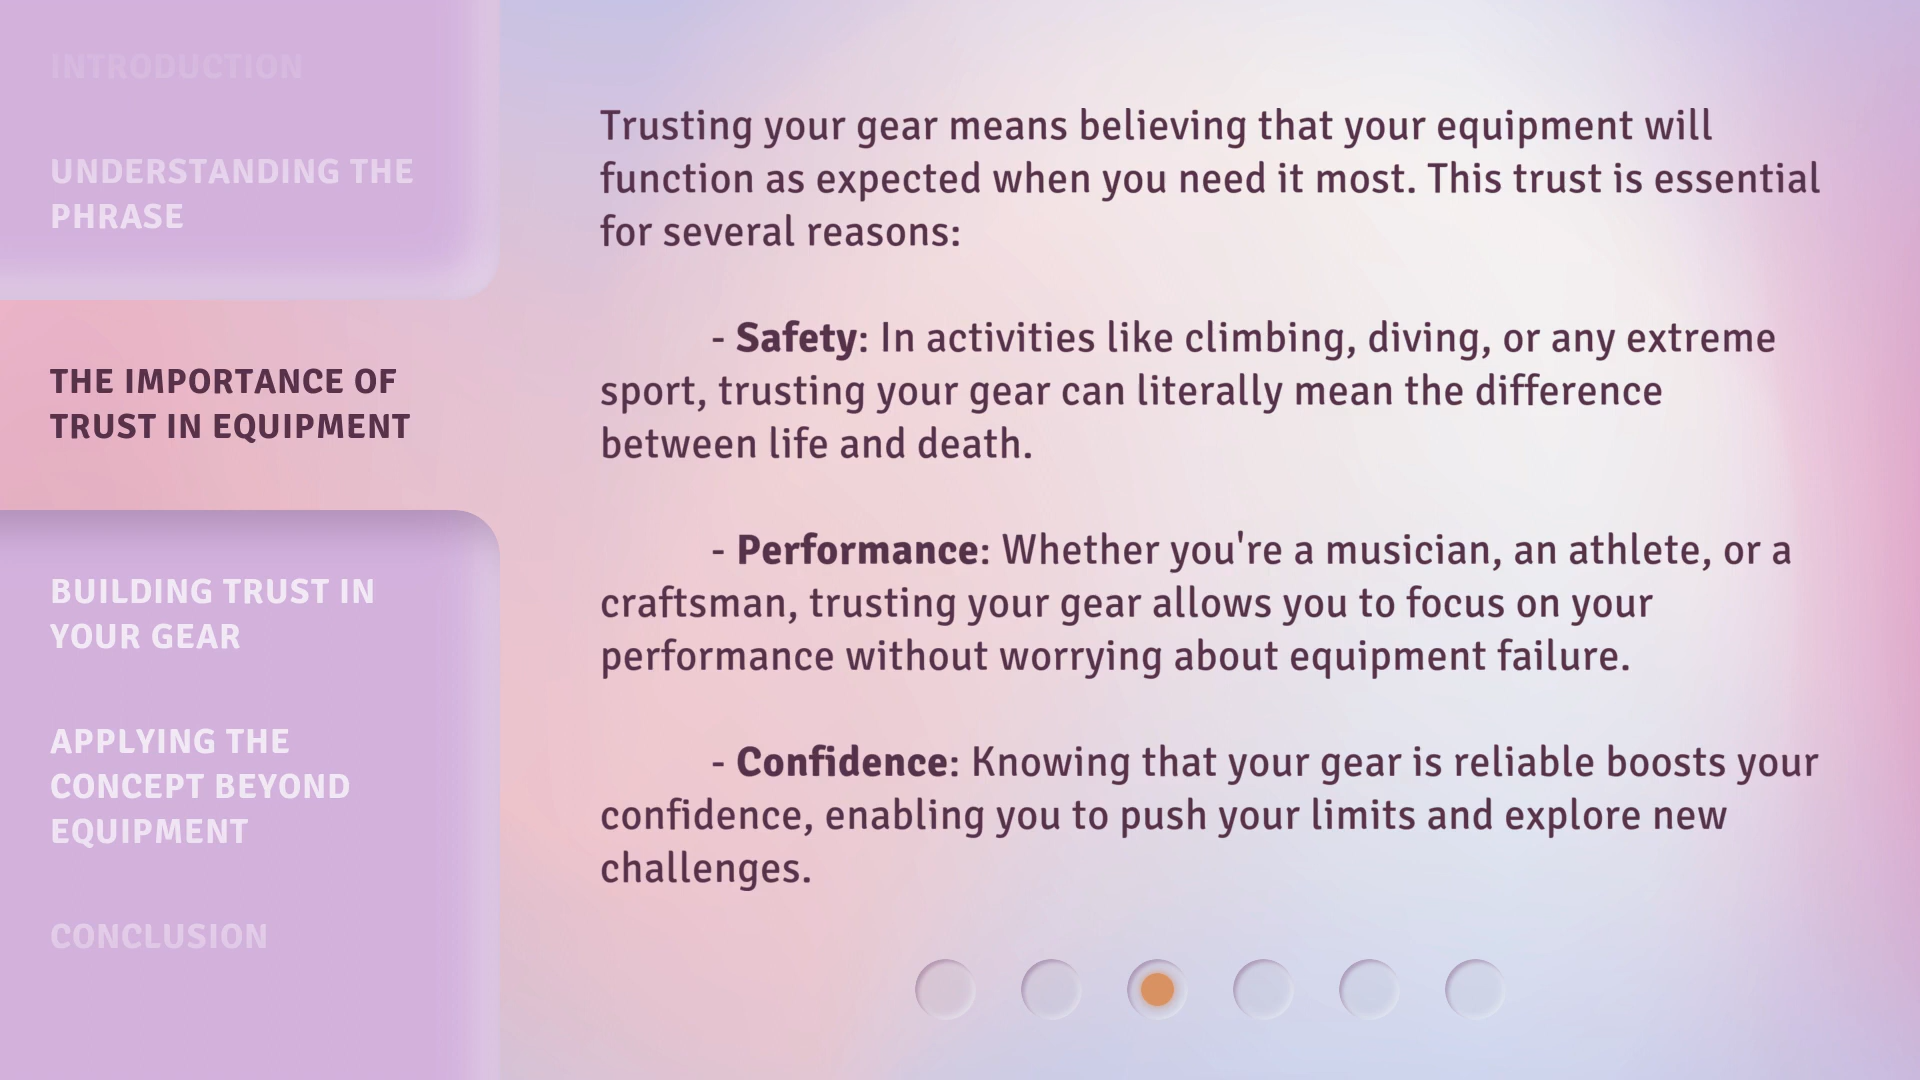 INTRODUCTION
UNDERSTANDING THE
PHRASE
THE IMPORTANCE OF
TRUST IN EQUIPMENT
BUILDING TRUST IN
YOUR GEAR
APPLYING THE
CONCEPT BEYOND
EQUIPMENT
CONCLUSION
Trusting your gear means believing that your equipment will
function as expected when you need it most. This trust is essential
for several reasons:
- Safety: In activities like climbing, diving, or any extreme
sport, trusting your gear can literally mean the difference
between life and death.
- Performance: Whether you're a musician, an athlete, or a
craftsman, trusting your gear allows you to focus on your
performance without worrying about equipment failure.
- Confidence: Knowing that your gear is reliable boosts your
confidence, enabling you to push your limits and explore new
challenges.